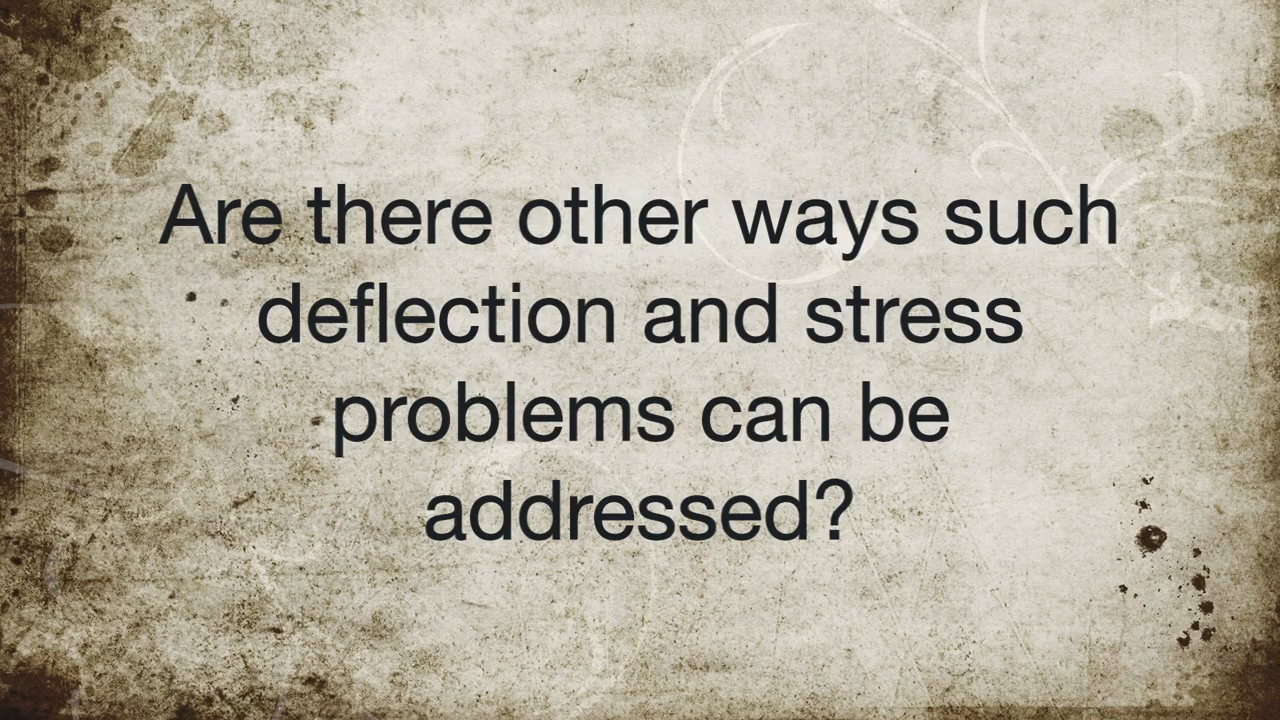 Are there other ways such
deflection and stress
problems can be
addressed?